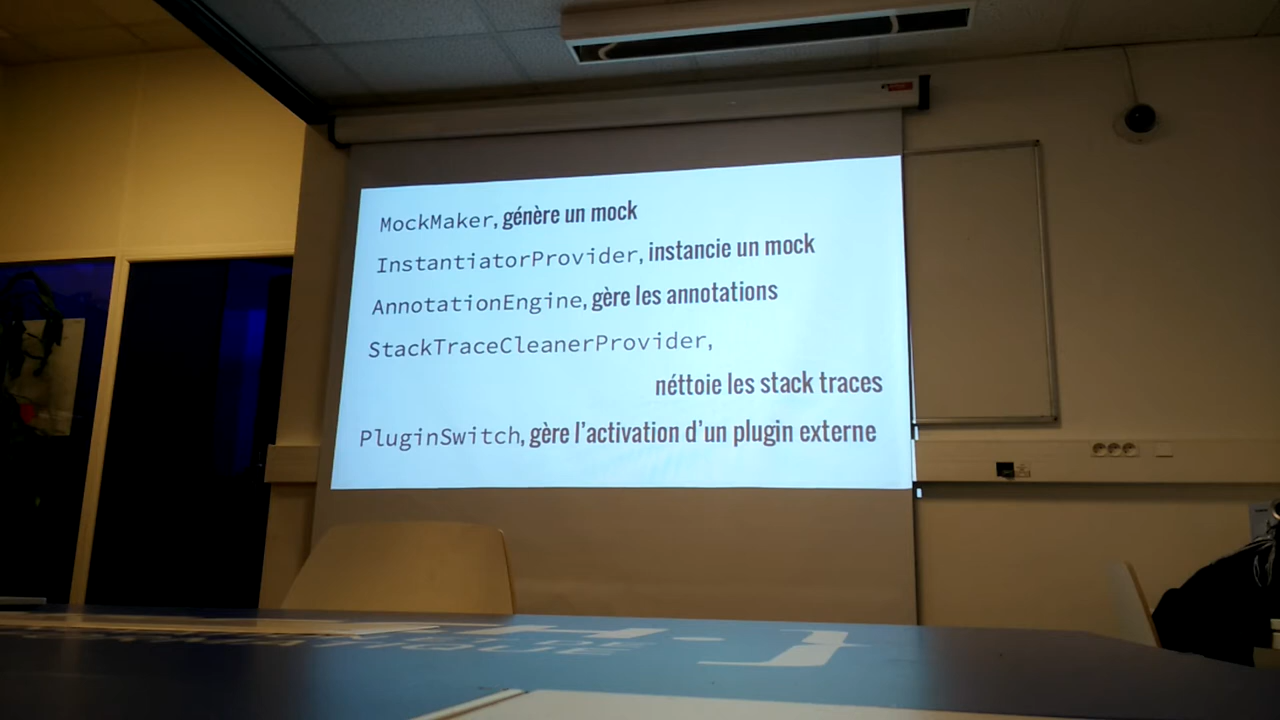 MockMaker, génère un mock
InstantiatorProvider, instancie un mock
AnnotationEngine, gère les annotations
StackTraceCleanerProvider,
néttoie les stack traces
PluginSwitch, gère l'activation d'un plugin externe